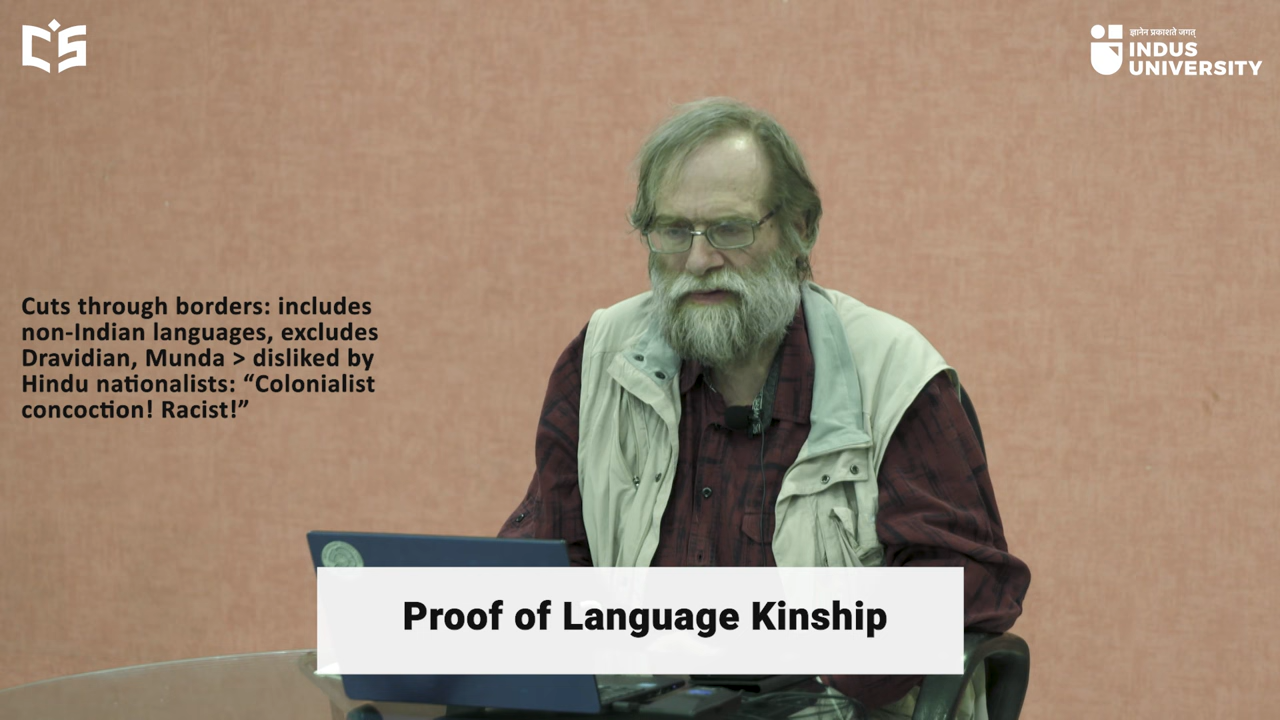 CIS
ज्ञानेन प्रकाशते जगत्
INDUS
UNIVERSITY
Cuts through borders: includes
non-Indian languages, excludes
Dravidian, Munda > disliked by
Hindu nationalists: “Colonialist
concoction! Racist!”
Proof of Language Kinship